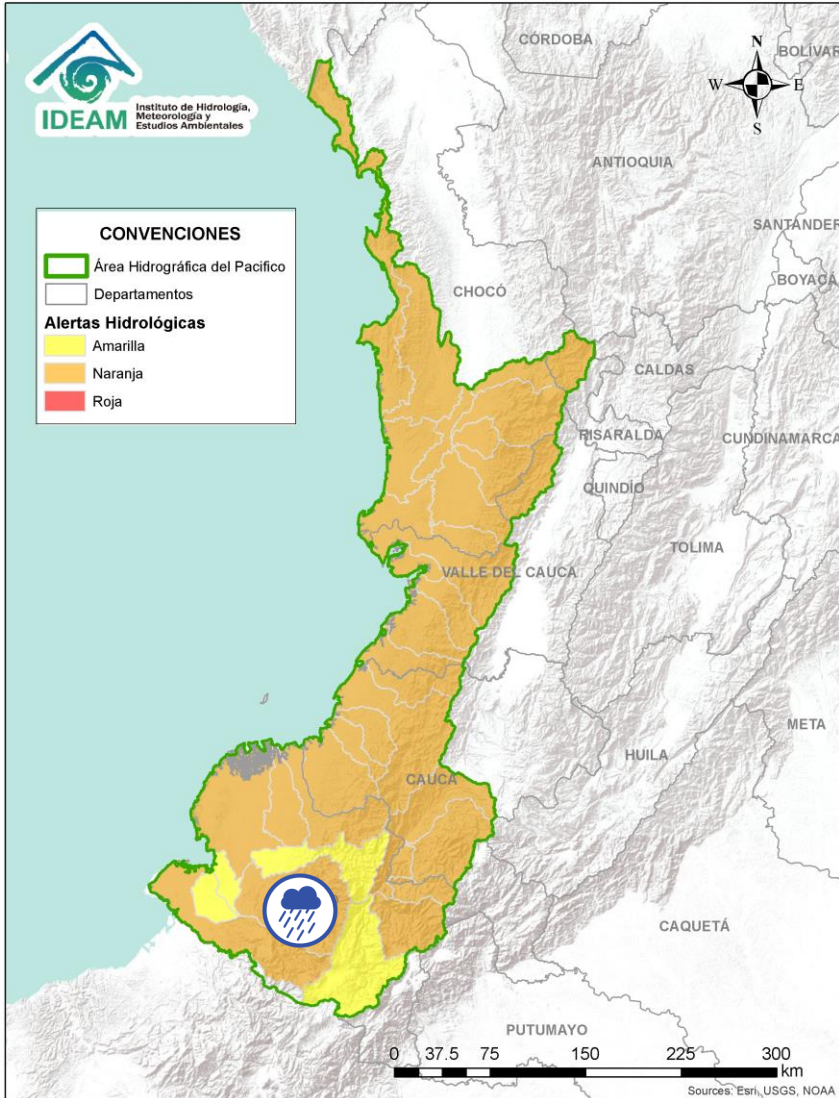 IDEAM
Instituto de Hidrología,
Meteorología y
Estudios Ambientales
CÓRDOBA
BOLÍVAR
N
W
E
S
ANTIOQUIA
SANTANDER
BOYACÁ
CHOCÓ
CONVENCIONES
Área Hidrográfica del Pacifico
Departamentos
Alertas Hidrológicas
Amarilla
Naranja
Roja
CALDAS
RISARALDA
CUNDINAMARCA
QUINDÍO
TOLIMA
VALLE DEL CAUCA
META
HUILA
CAUCA
CAQUETÁ
PUTUMAYO
0 37.5 75 150 225 300
km
Sources: Esri, USGS, NOAA